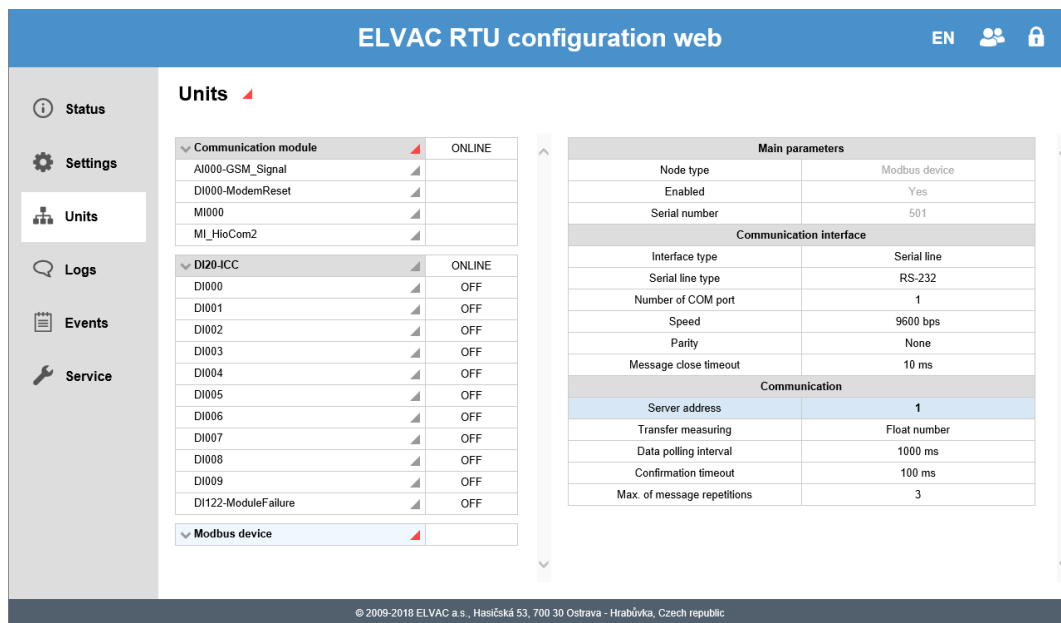 ELVAC RTU configuration web
EN
Status
Settings
Units
Logs
Events
Service
Units
Communication module ONLINE
AI000-GSM_Signal
DI000-ModemReset
MI000
MI_HioCom2
DI20-ICC ONLINE
DI000 OFF
DI001 OFF
DI002 OFF
DI003 OFF
DI004 OFF
DI005 OFF
DI006 OFF
DI007 OFF
DI008 OFF
DI009 OFF
DI122-ModuleFailure OFF
Modbus device
Main parameters
Node type Modbus device
Enabled Yes
Serial number 501
Communication interface
Interface type Serial line
Serial line type RS-232
Number of COM port 1
Speed 9600 bps
Parity None
Message close timeout 10 ms
Communication
Server address 1
Transfer measuring Float number
Data polling interval 1000 ms
Confirmation timeout 100 ms
Max. of message repetitions 3
© 2009-2018 ELVAC a.s., Hasičská 53, 700 30 Ostrava - Hrabůvka, Czech republic